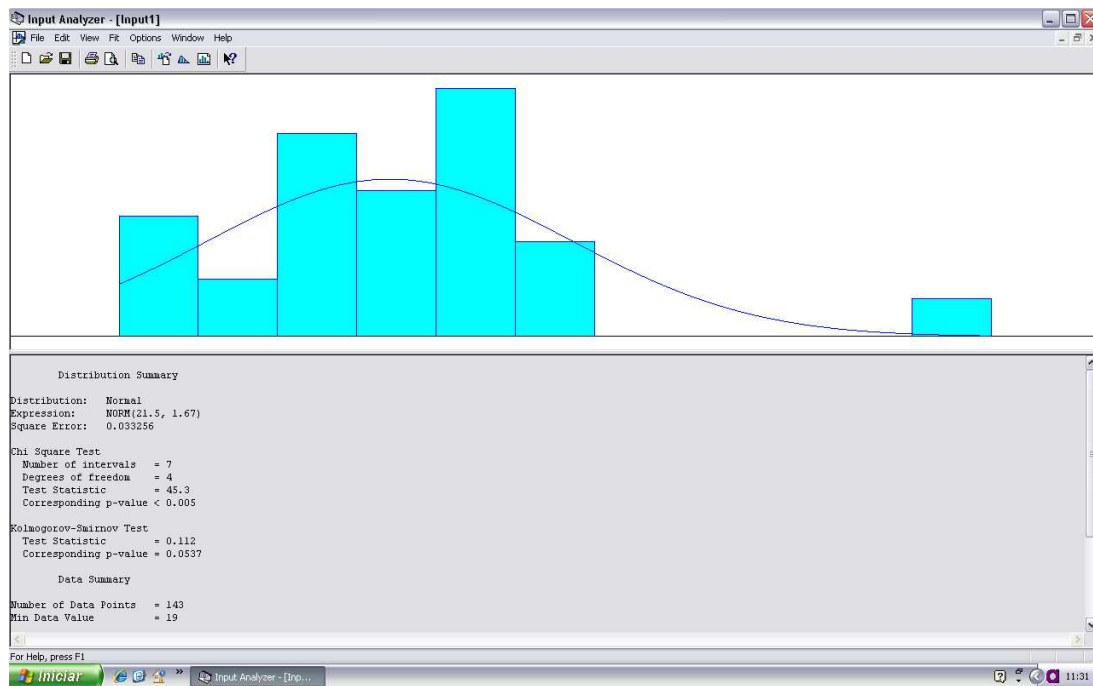 Input Analyzer - [Input1]
File Edit View Fit Options Window Help
Distribution Summary
Distribution: Normal
Expression: NORM(21.5, 1.67)
Square Error: 0.033256
Chi Square Test
Number of intervals = 7
Degrees of freedom = 4
Test Statistic = 45.3
Corresponding p-value < 0.005
Kolmogorov-Smirnov Test
Test Statistic = 0.112
Corresponding p-value = 0.0537
Data Summary
Number of Data Points = 143
Min Data Value = 19
For Help, press F1
Iniciar
Input Analyzer - [Inp...
11:31